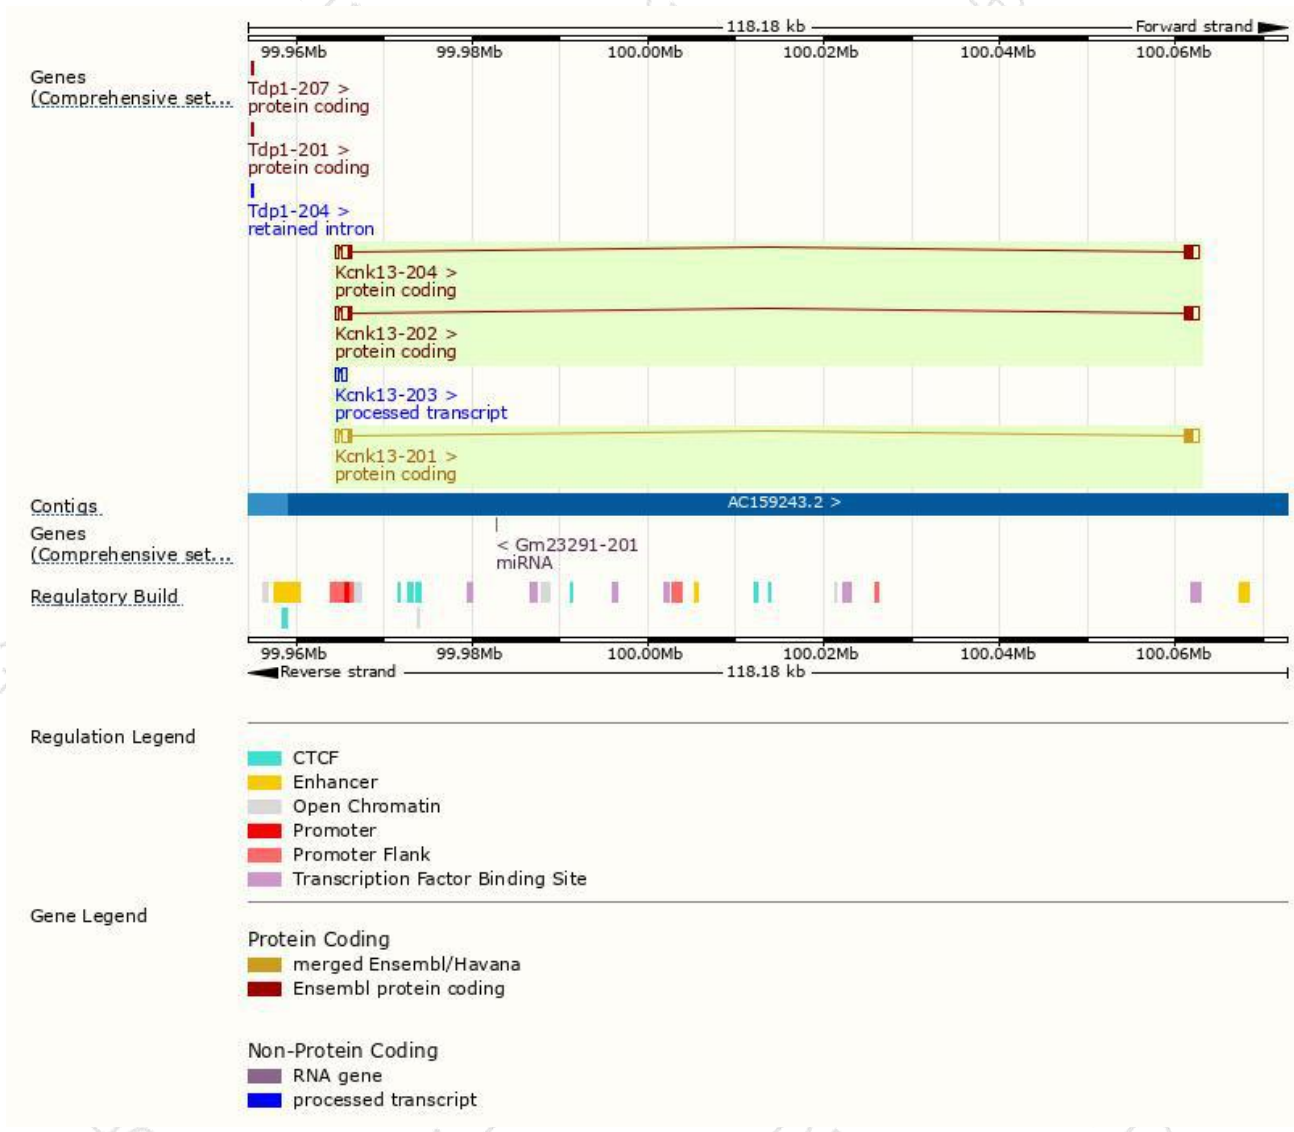 118.18 kb Forward strand
99.96Mb 99.98Mb 100.00Mb 100.02Mb 100.04Mb 100.06Mb
Genes
(Comprehensive set...
Tdp1-207 >
protein coding
Tdp1-201 >
protein coding
Tdp1-204 >
retained intron
Kcnk13-204 >
protein coding
Kcnk13-202 >
protein coding
Kcnk13-203 >
processed transcript
Kcnk13-201 >
protein coding
Contigs AC159243.2 >
Genes
(Comprehensive set...
< Gm23291-201
miRNA
Regulatory Build
99.96Mb 99.98Mb 100.00Mb 100.02Mb 100.04Mb 100.06Mb
Reverse strand 118.18 kb
Regulation Legend
CTCF
Enhancer
Open Chromatin
Promoter
Promoter Flank
Transcription Factor Binding Site
Gene Legend
Protein Coding
merged Ensembl/Havana
Ensembl protein coding
Non-Protein Coding
RNA gene
processed transcript